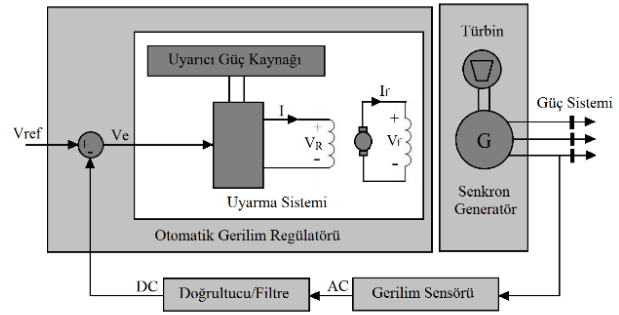 Türbin
Uyarıcı Güç Kaynağı
I
If
Güç Sistemi
Vref
+
-
Ve
+
VR
-
+
Vf
-
G
Uyarma Sistemi
Senkron
Generatör
Otomatik Gerilim Regülatörü
DC
Doğrultucu/Filtre
AC
Gerilim Sensörü